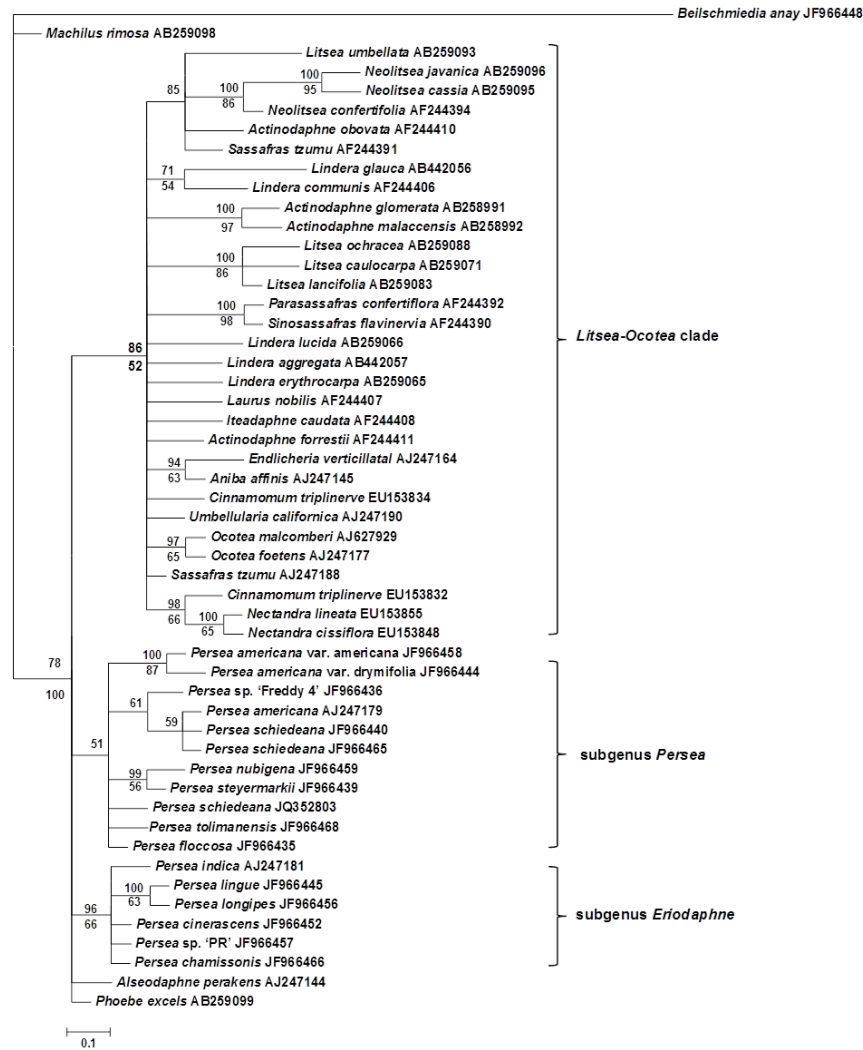 Beilschmiedia anay JF966448
Machilus rimosa AB259098
Litsea umbellata AB259093
100 Neolitsea javanica AB259096
85 100
86 95 Neolitsea cassia AB259095
Neolitsea confertifolia AF244394
Actinodaphne obovata AF244410
Sassafras tzumu AF244391
71 Lindera glauca AB442056
54 Lindera communis AF244406
100 Actinodaphne glomerata AB258991
97 Actinodaphne malaccensis AB258992
Litsea ochracea AB259088
100
86 Litsea caulocarpa AB259071
Litsea lancifolia AB259083
100 Parasassafras confertiflora AF244392
98 Sinosassafras flavinervia AF244390
Litsea-Ocotea clade
86 Lindera lucida AB259066
52 Lindera aggregata AB442057
Lindera erythrocarpa AB259065
Laurus nobilis AF244407
Iteadaphne caudata AF244408
Actinodaphne forrestii AF244411
94 Endlicheria verticillatal AJ247164
63 Aniba affinis AJ247145
Cinnamomum triplinerve EU153834
Umbellularia californica AJ247190
97 Ocotea malcomberi AJ627929
65 Ocotea foetens AJ247177
Sassafras tzumu AJ247188
98 Cinnamomum triplinerve EU153832
66 100 Nectandra lineata EU153855
65 Nectandra cissiflora EU153848
78
100
100 Persea americana var. americana JF966458
87 Persea americana var. drymifolia JF966444
61 Persea sp. ‘Freddy 4’ JF966436
Persea americana AJ247179
59 Persea schiedeana JF966440
51 Persea schiedeana JF966465
subgenus Persea
99 Persea nubigena JF966459
56 Persea steyermarkii JF966439
Persea schiedeana JQ352803
Persea tolimanensis JF966468
Persea floccosa JF966435
Persea indica AJ247181
100 Persea lingue JF966445
63 Persea longipes JF966456
96
66
Persea cinerascens JF966452
subgenus Eriodaphne
Persea sp. ‘PR’ JF966457
Persea chamissonis JF966466
Alseodaphne perakens AJ247144
Phoebe excels AB259099
0.1